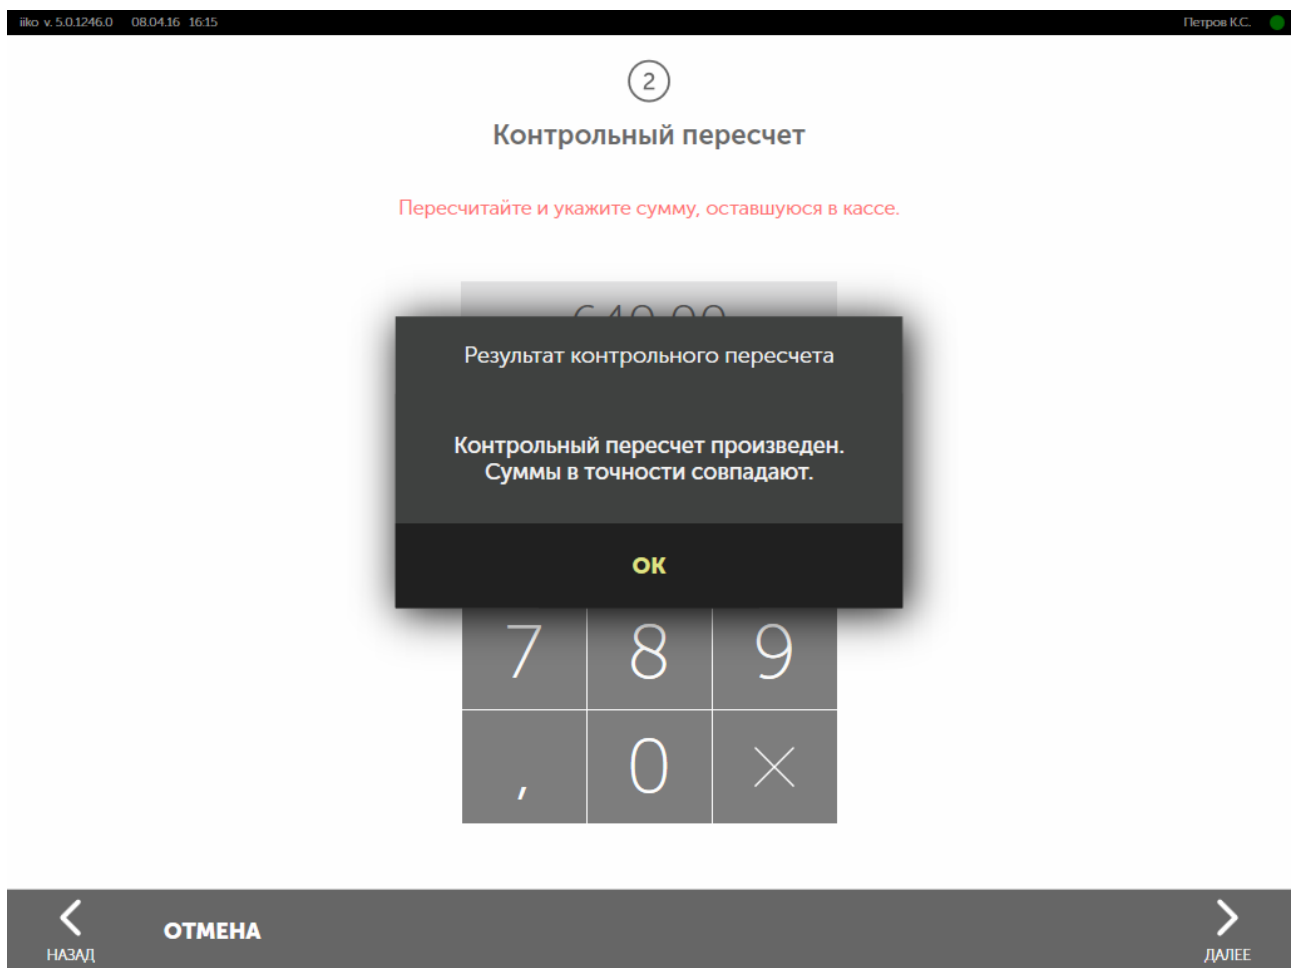 iiko v. 5.0.1246.0 08.04.16 16:15 Петров К.С.
2
Контрольный пересчет
Пересчитайте и укажите сумму, оставшуюся в кассе.
Результат контрольного пересчета
Контрольный пересчет произведен.
Суммы в точности совпадают.
ОК
7 8 9
, 0 ×
НАЗАД ОТМЕНА ДАЛЕЕ